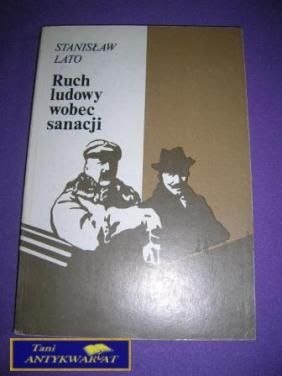 STANISŁAW
LATO
Ruch
ludowy
wobec
sanacji
Tani
ANTYKWARIAT